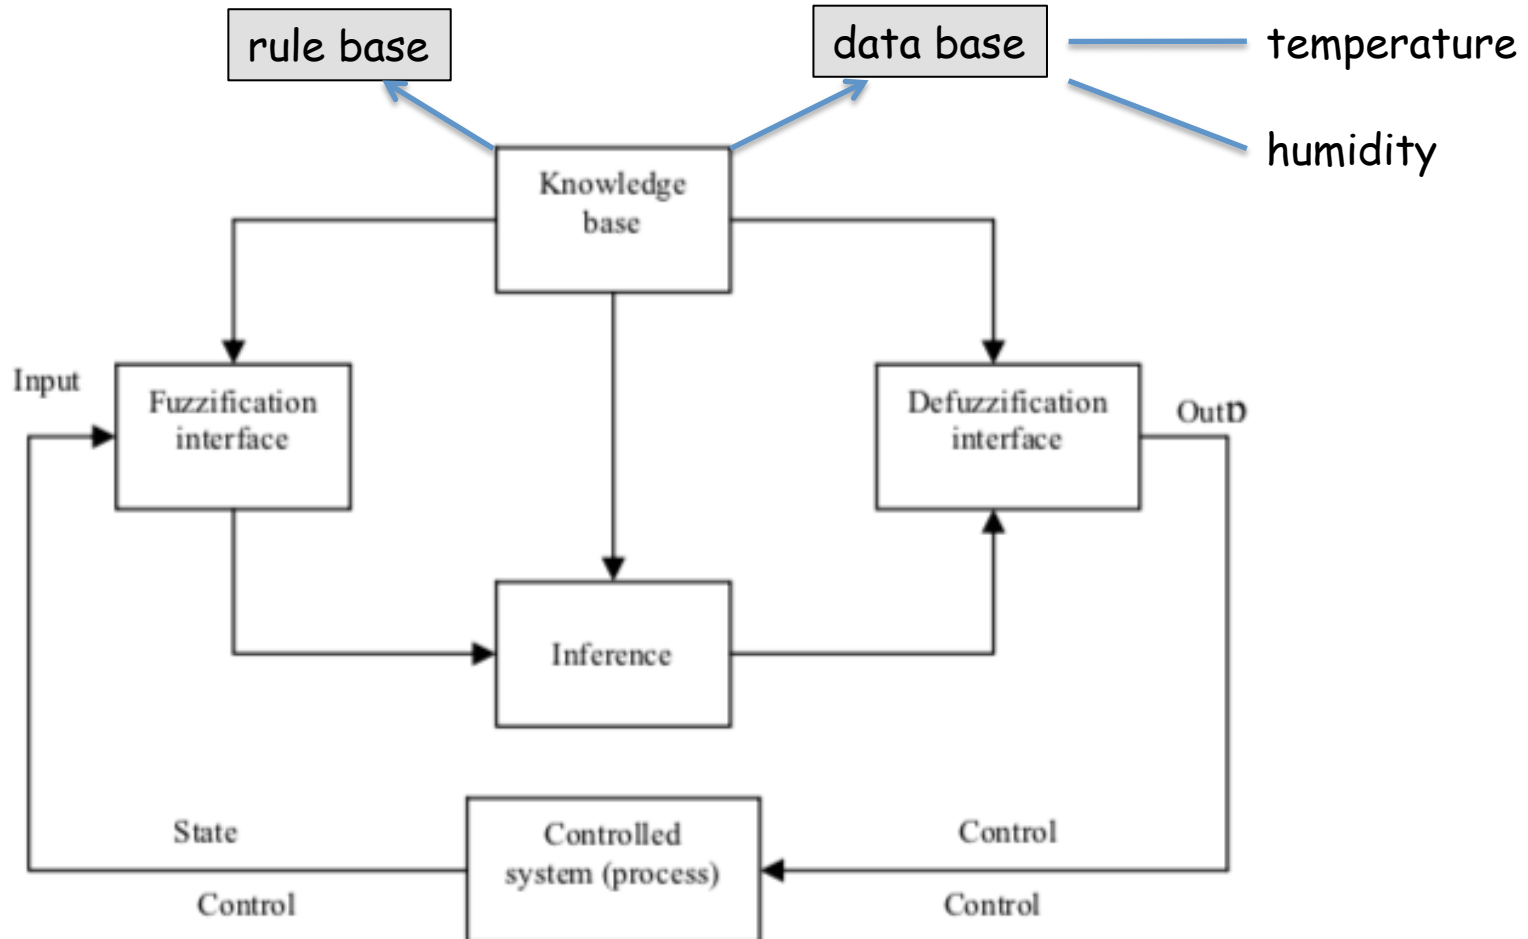 rule base
data base
temperature
humidity
Knowledge
base
Input
Fuzzification
interface
Defuzzification
interface
Inference
State
Controlled
system (process)
Control
Control
Control